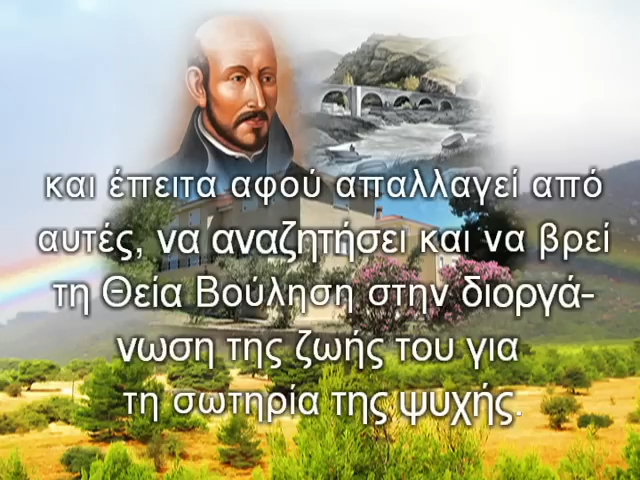 και έπειτα αφού απαλλαγεί από
αυτές, να αναζητήσει και να βρεί
τη Θεία Βούληση στην διοργά-
νωση της ζωής του για
τη σωτηρία της ψυχής.